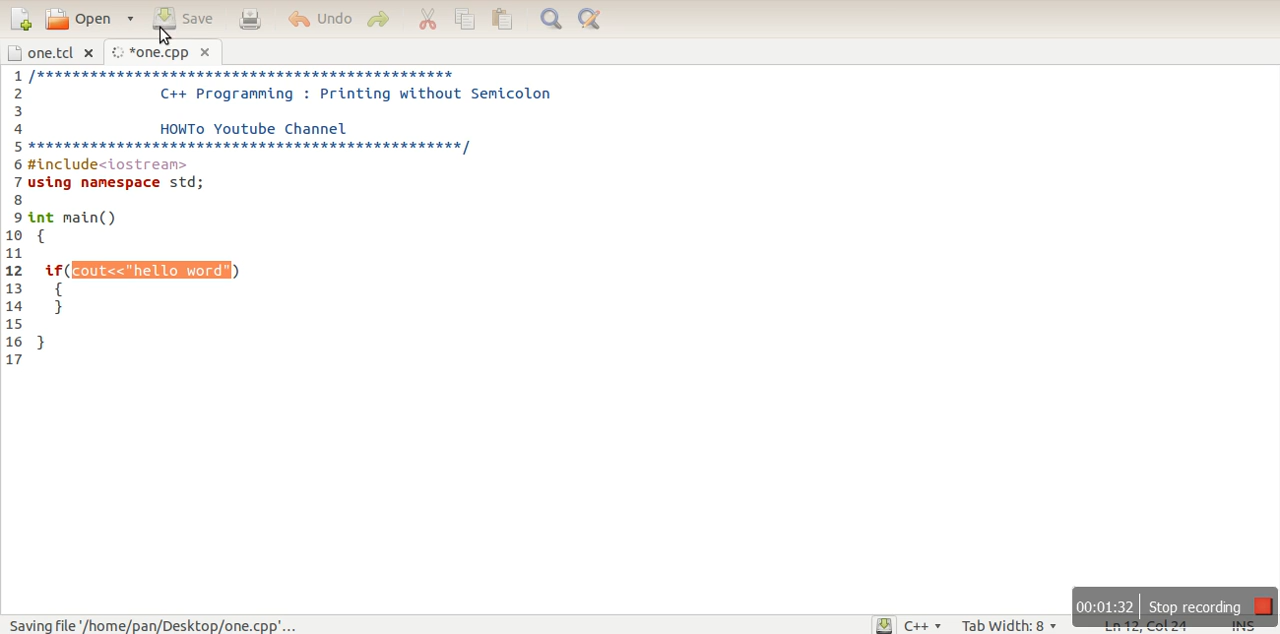 Open Save Undo
one.tcl *one.cpp
1 /***********************************************
2 C++ Programming : Printing without Semicolon
3
4 HOWTo Youtube Channel
5 *************************************************/
6 #include<iostream>
7 using namespace std;
8
9 int main()
10 {
11
12 if(cout<<"hello word")
13 {
14 }
15
16 }
17
00:01:32 Stop recording
Saving file '/home/pan/Desktop/one.cpp'... C++ Tab Width: 8 Ln 12, Col 24 INS